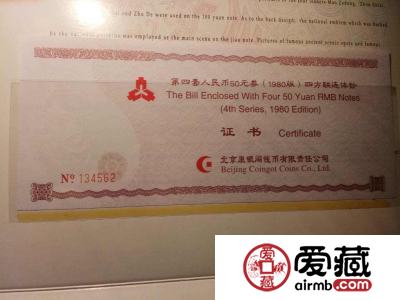 and Zhu De were used on the 100 yuan note. As to the back design, the national emblem which was
was employed as the main scene on the jiao note. Pictures of famous ancient scenic spots and famous
第四套人民币50元券(1980版)四方联连体钞
The Bill Enclosed With Four 50 Yuan RMB Notes
(4th Series, 1980 Edition)
证书 Certificate
北京康银阁钱币有限责任公司
Beijing Coingot Coins Co., Ltd.
№ 134562
爱藏
airmb.com